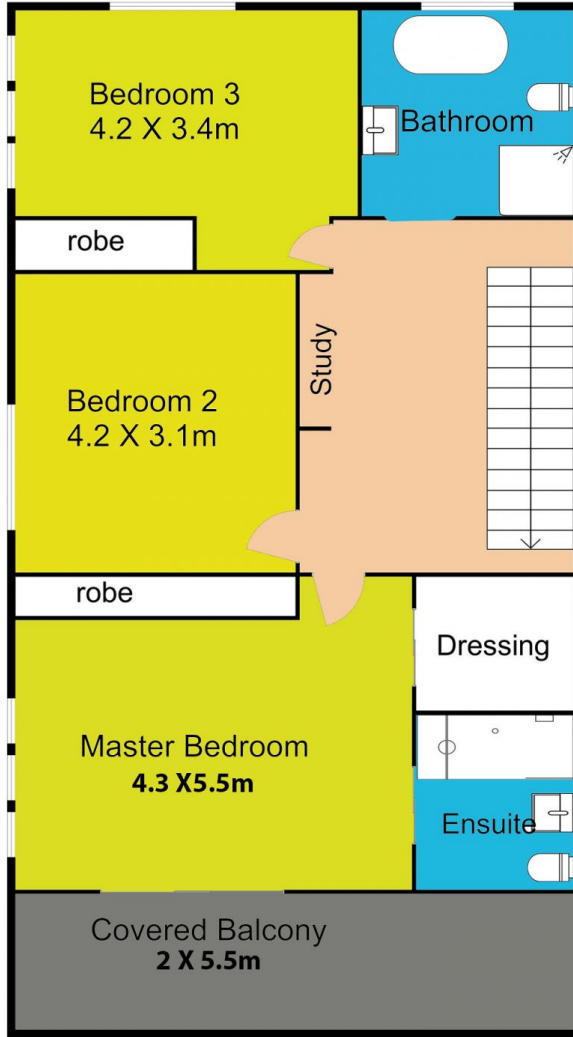 Bedroom 3
4.2 X 3.4m
Bathroom
robe
Study
Bedroom 2
4.2 X 3.1m
robe
Dressing
Master Bedroom
4.3 X5.5m
Ensuite
Covered Balcony
2 X 5.5m